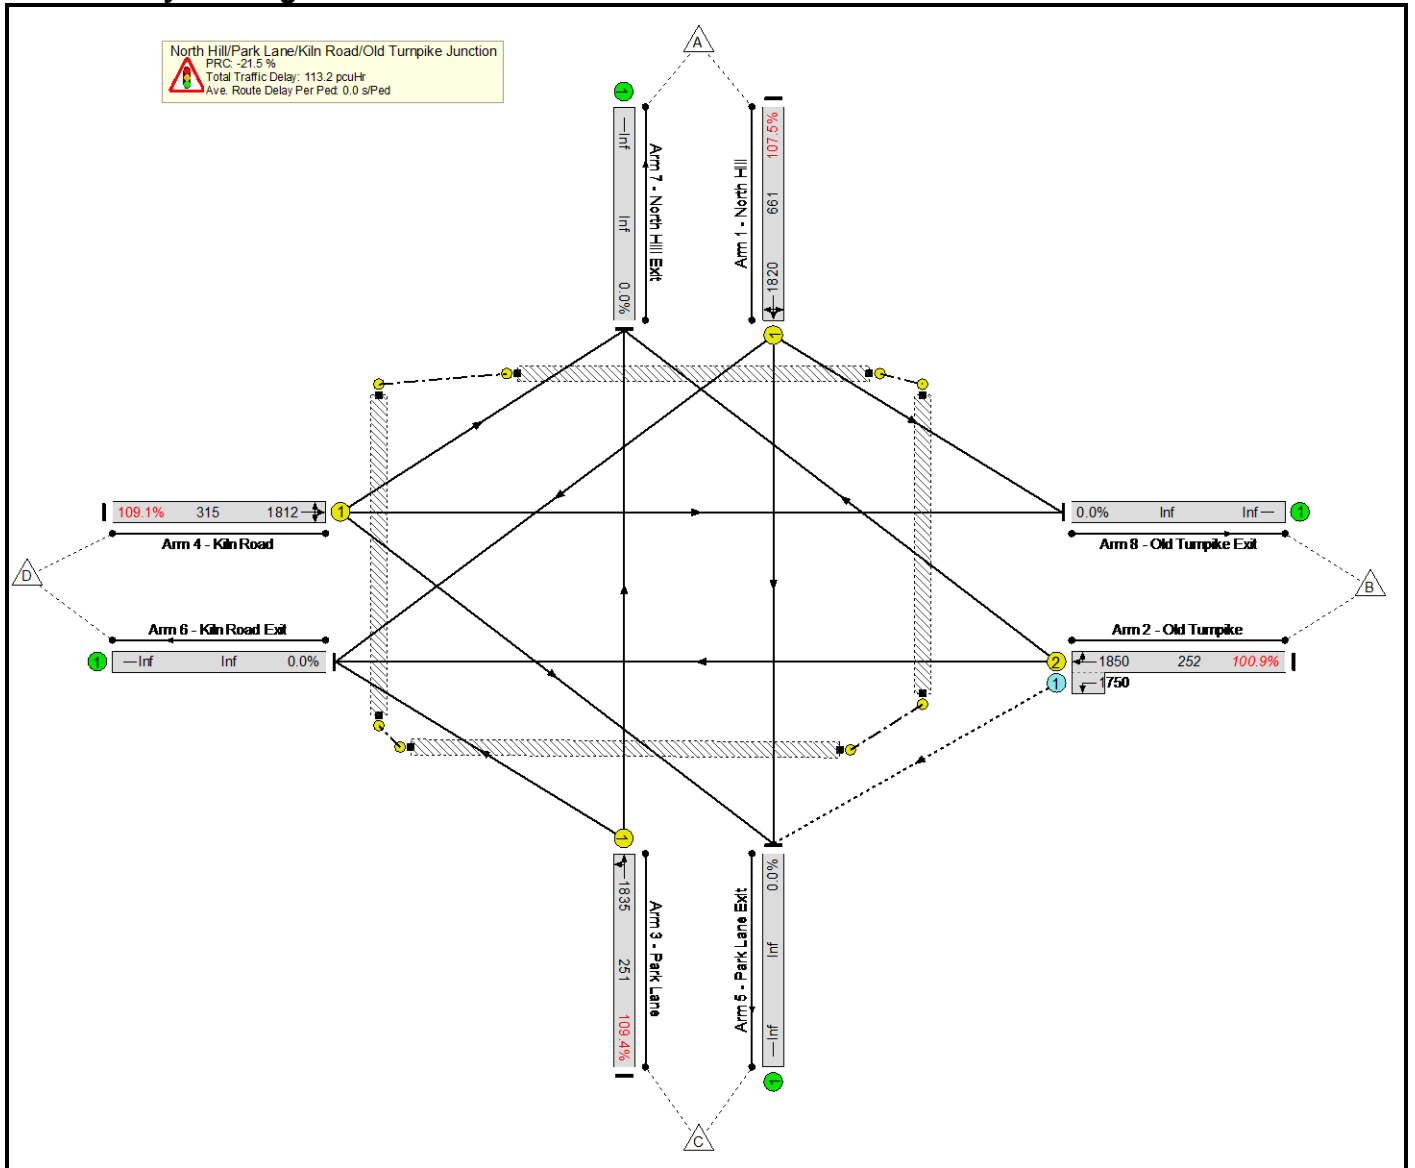 North Hill/Park Lane/Kiln Road/Old Turnpike Junction
PRC: -21.5 %
Total Traffic Delay: 113.2 pcuHr
Ave. Route Delay Per Ped: 0.0 s/Ped
A
1
Inf
Inf
0.0%
Arm 7 - North Hill Exit
Arm 1 - North Hill
107.5%
661
1820
1
109.1% 315 1812 1
Arm 4 - Kiln Road
D
Arm 6 - Kiln Road Exit
1 Inf Inf 0.0%
0.0% Inf Inf 1
Arm 8 - Old Turnpike Exit
B
Arm 2 - Old Turnpike
2 1850 252 100.9%
1 1750
1
1835
251
109.4%
Arm 3 - Park Lane
Arm 5 - Park Lane Exit
0.0%
Inf
Inf
1
C